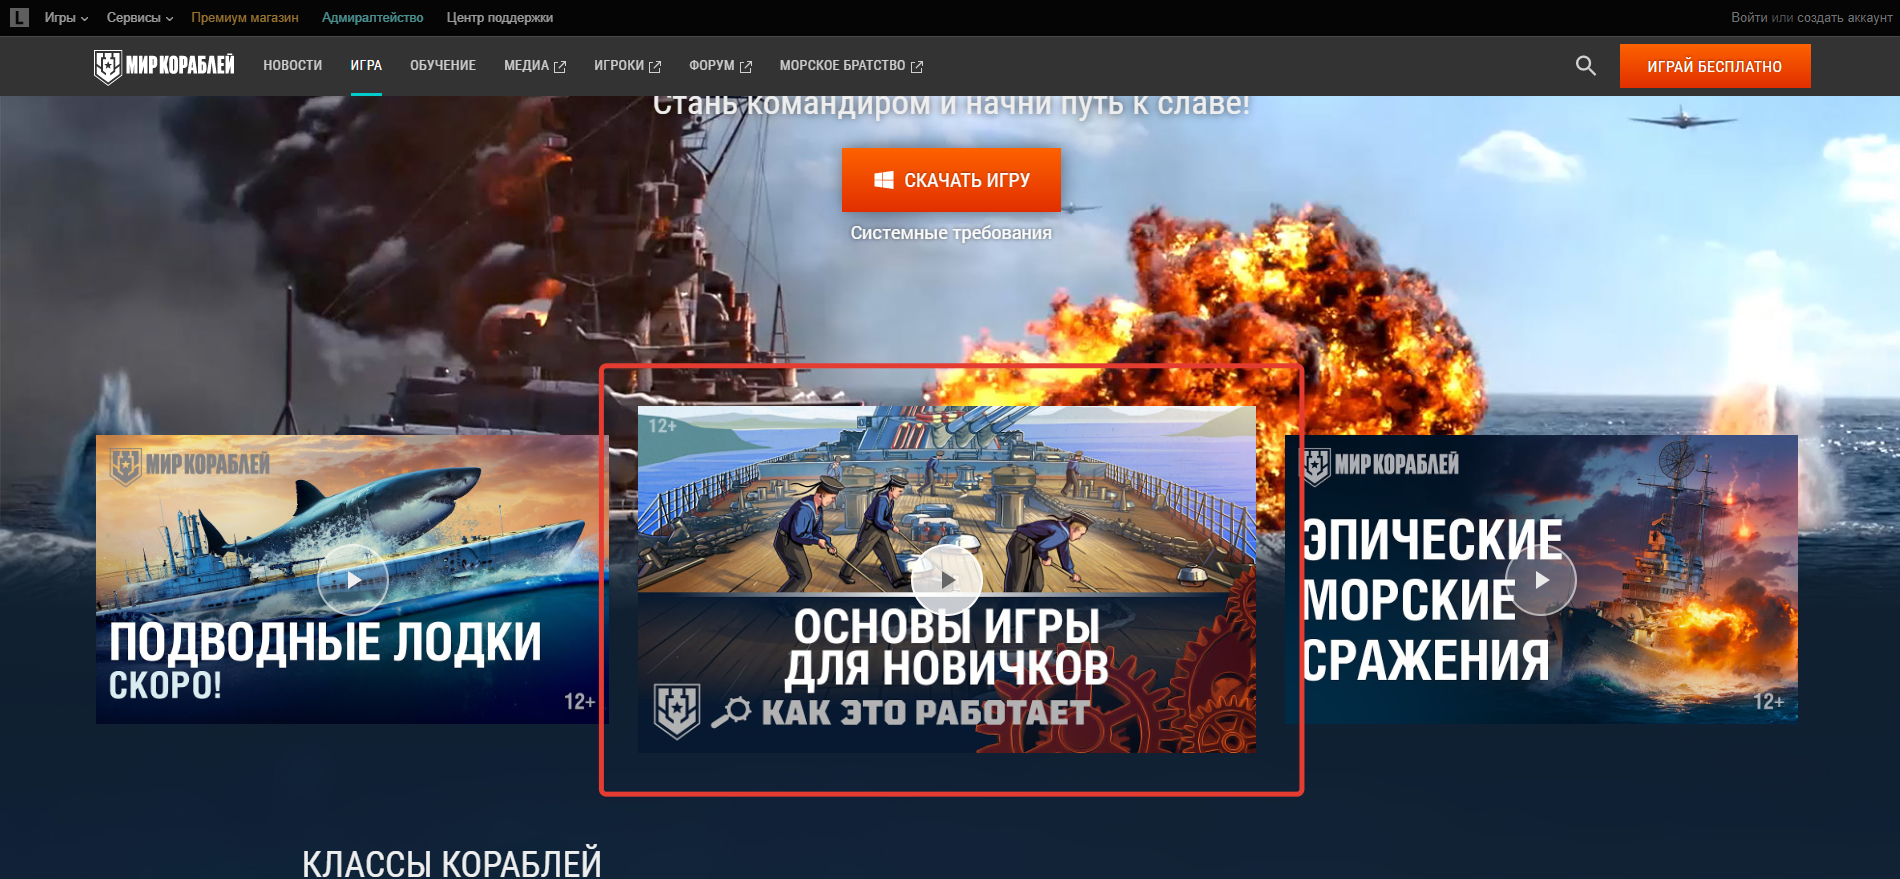 L Игры Сервисы Премиум магазин Адмиралтейство Центр поддержки Войти или создать аккаунт
МИР КОРАБЛЕЙ НОВОСТИ ИГРА ОБУЧЕНИЕ МЕДИА ИГРОКИ ФОРУМ МОРСКОЕ БРАТСТВО ИГРАЙ БЕСПЛАТНО
Стань командиром и начни путь к славе!
СКАЧАТЬ ИГРУ
Системные требования
МИР КОРАБЛЕЙ
ПОДВОДНЫЕ ЛОДКИ
СКОРО!
12+
12+
ОСНОВЫ ИГРЫ
ДЛЯ НОВИЧКОВ
КАК ЭТО РАБОТАЕТ
МИР КОРАБЛЕЙ
ЭПИЧЕСКИЕ
МОРСКИЕ
СРАЖЕНИЯ
12+
КЛАССЫ КОРАБЛЕЙ